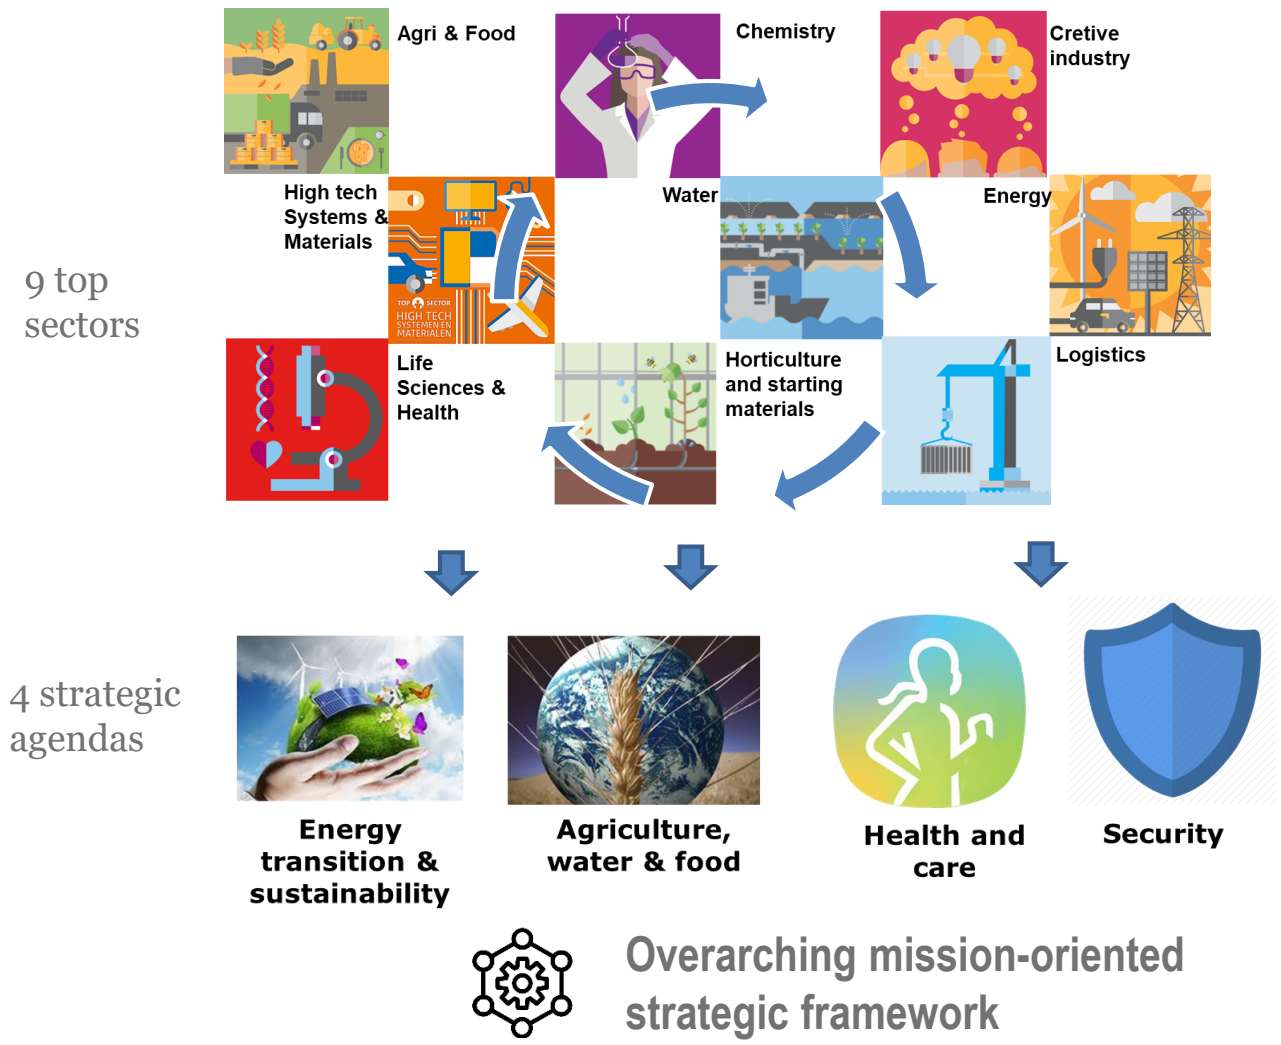 Agri & Food
Chemistry
Cretive
industry
High tech
Systems &
Materials
Water
Energy
TOP SECTOR
HIGH TECH
SYSTEMEN EN
MATERIALEN
9 top
sectors
Life
Sciences &
Health
Horticulture
and starting
materials
Logistics
4 strategic
agendas
Energy
transition &
sustainability
Agriculture,
water & food
Health and
care
Security
Overarching mission-oriented
strategic framework